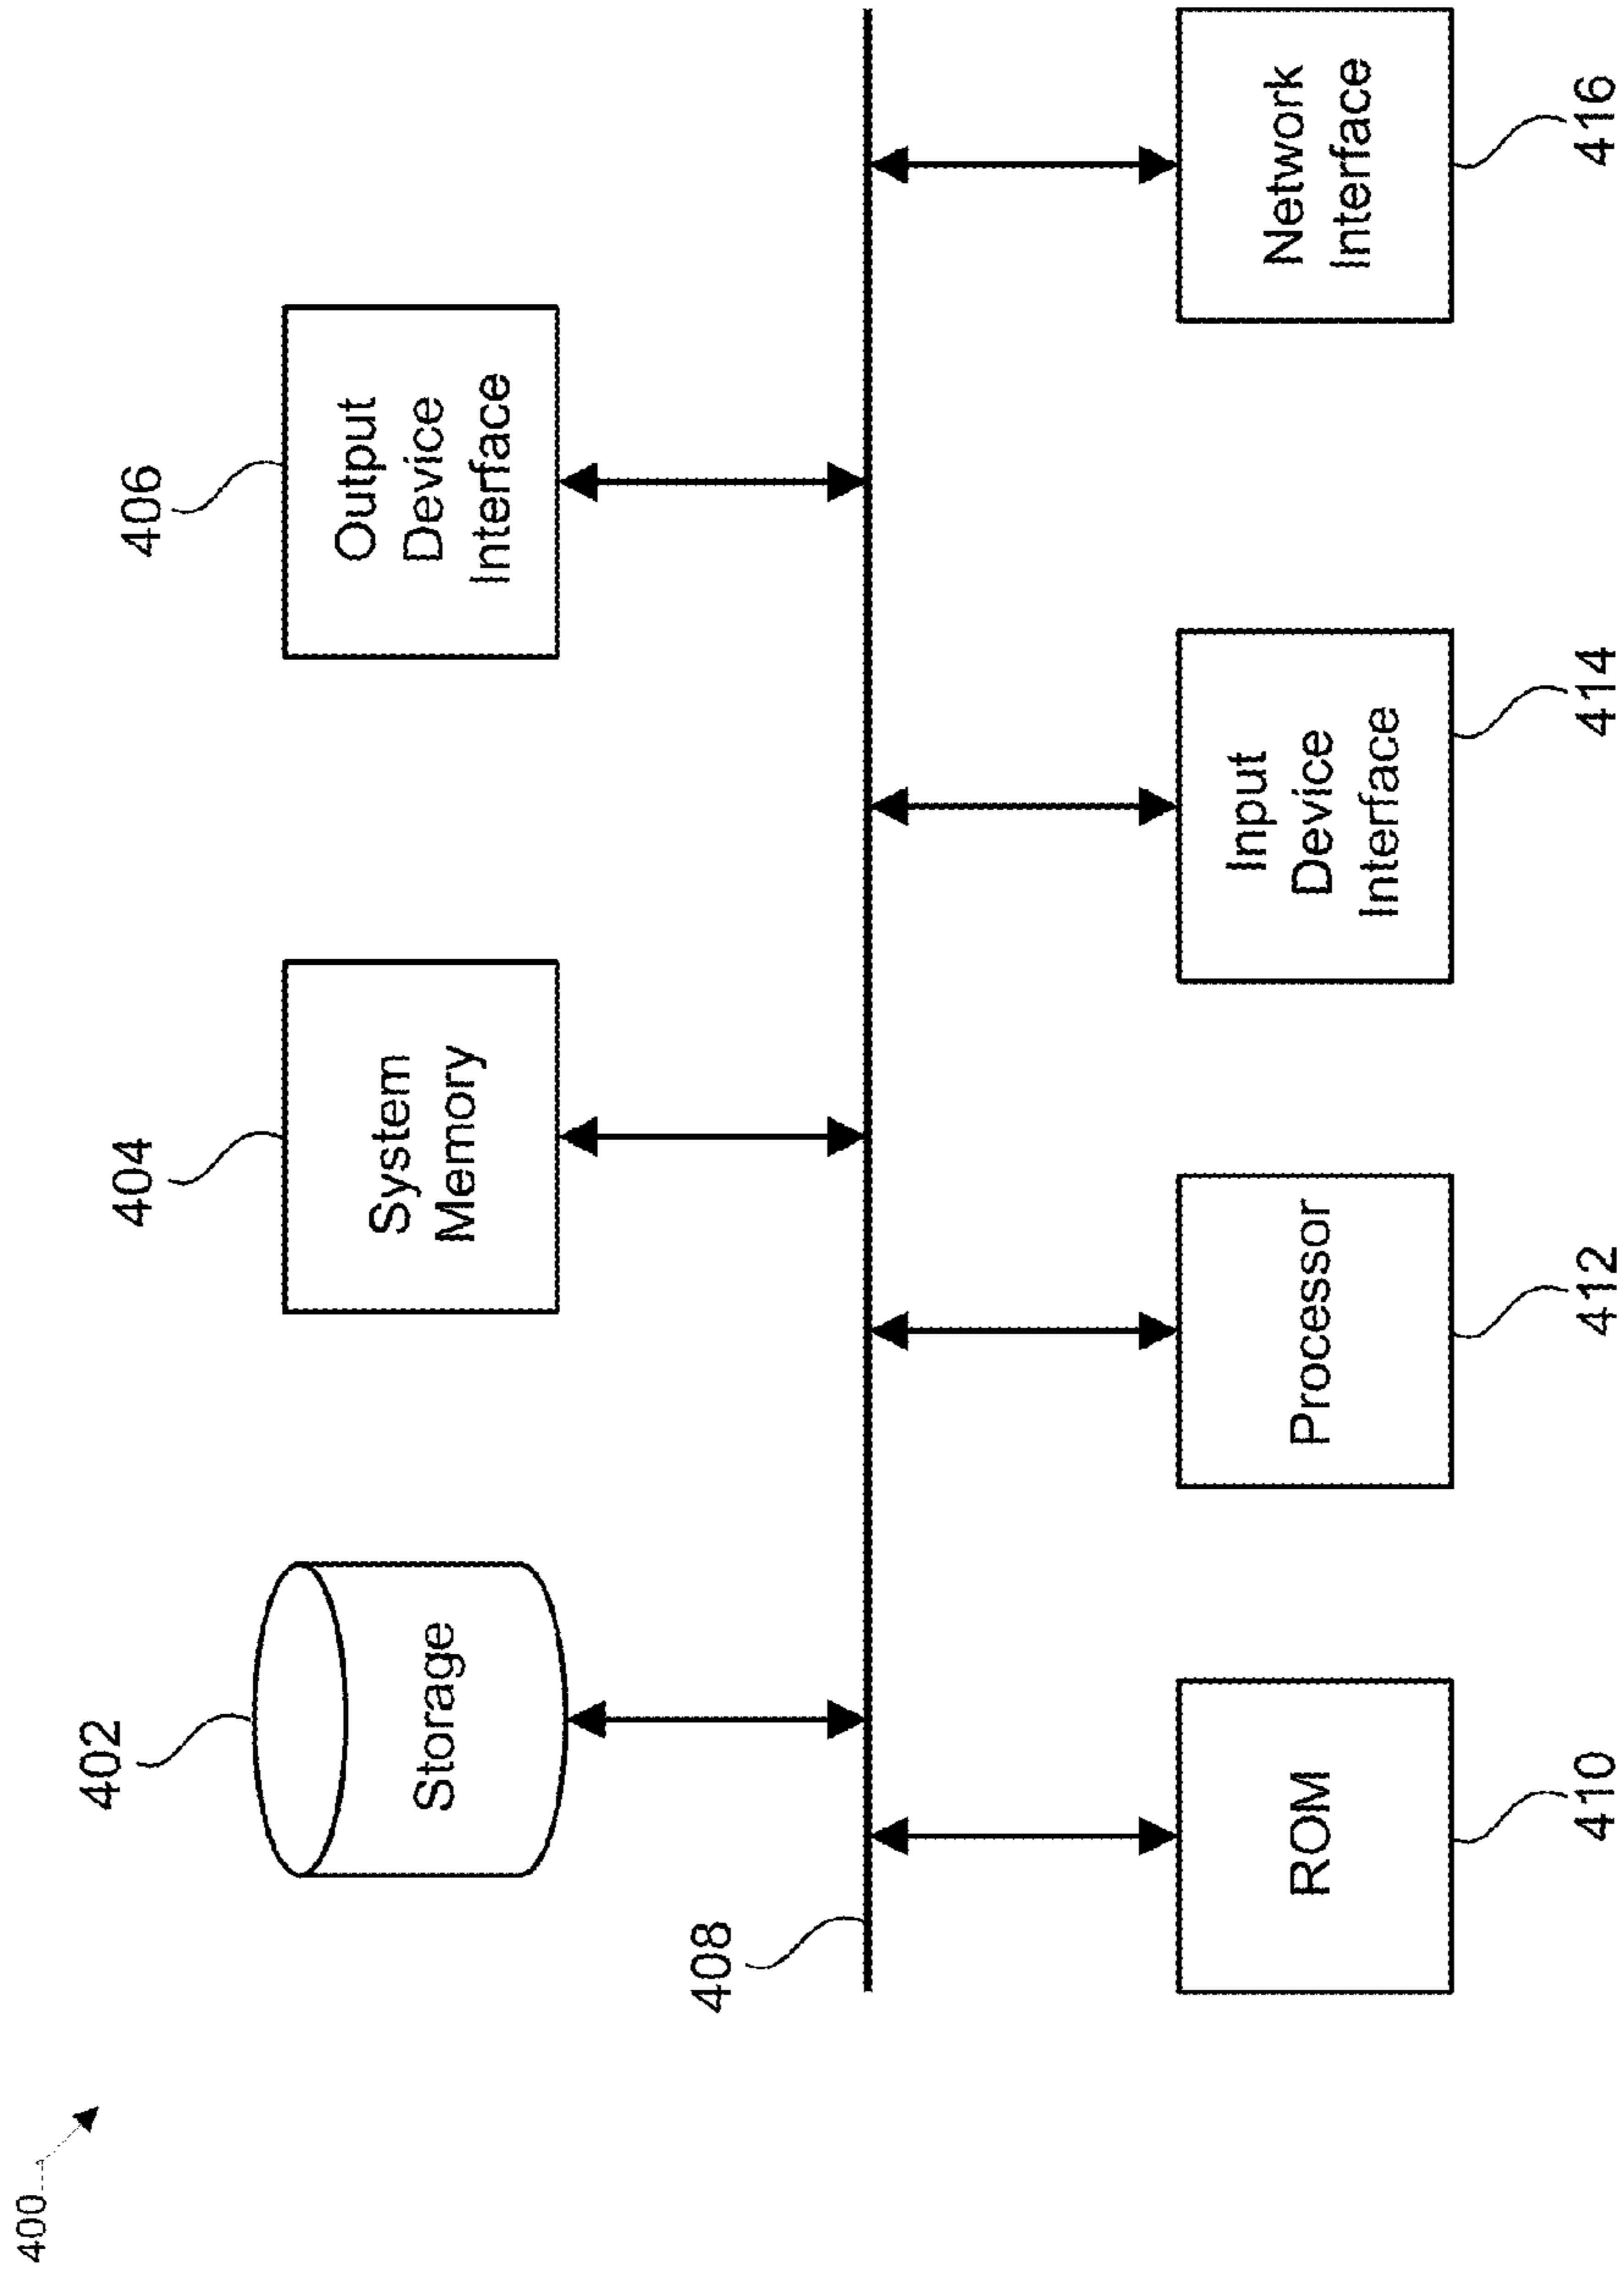 400
402
Storage
404
System
Memory
406
Output
Device
Interface
408
ROM
410
Processor
412
Input
Device
Interface
414
Network
Interface
416